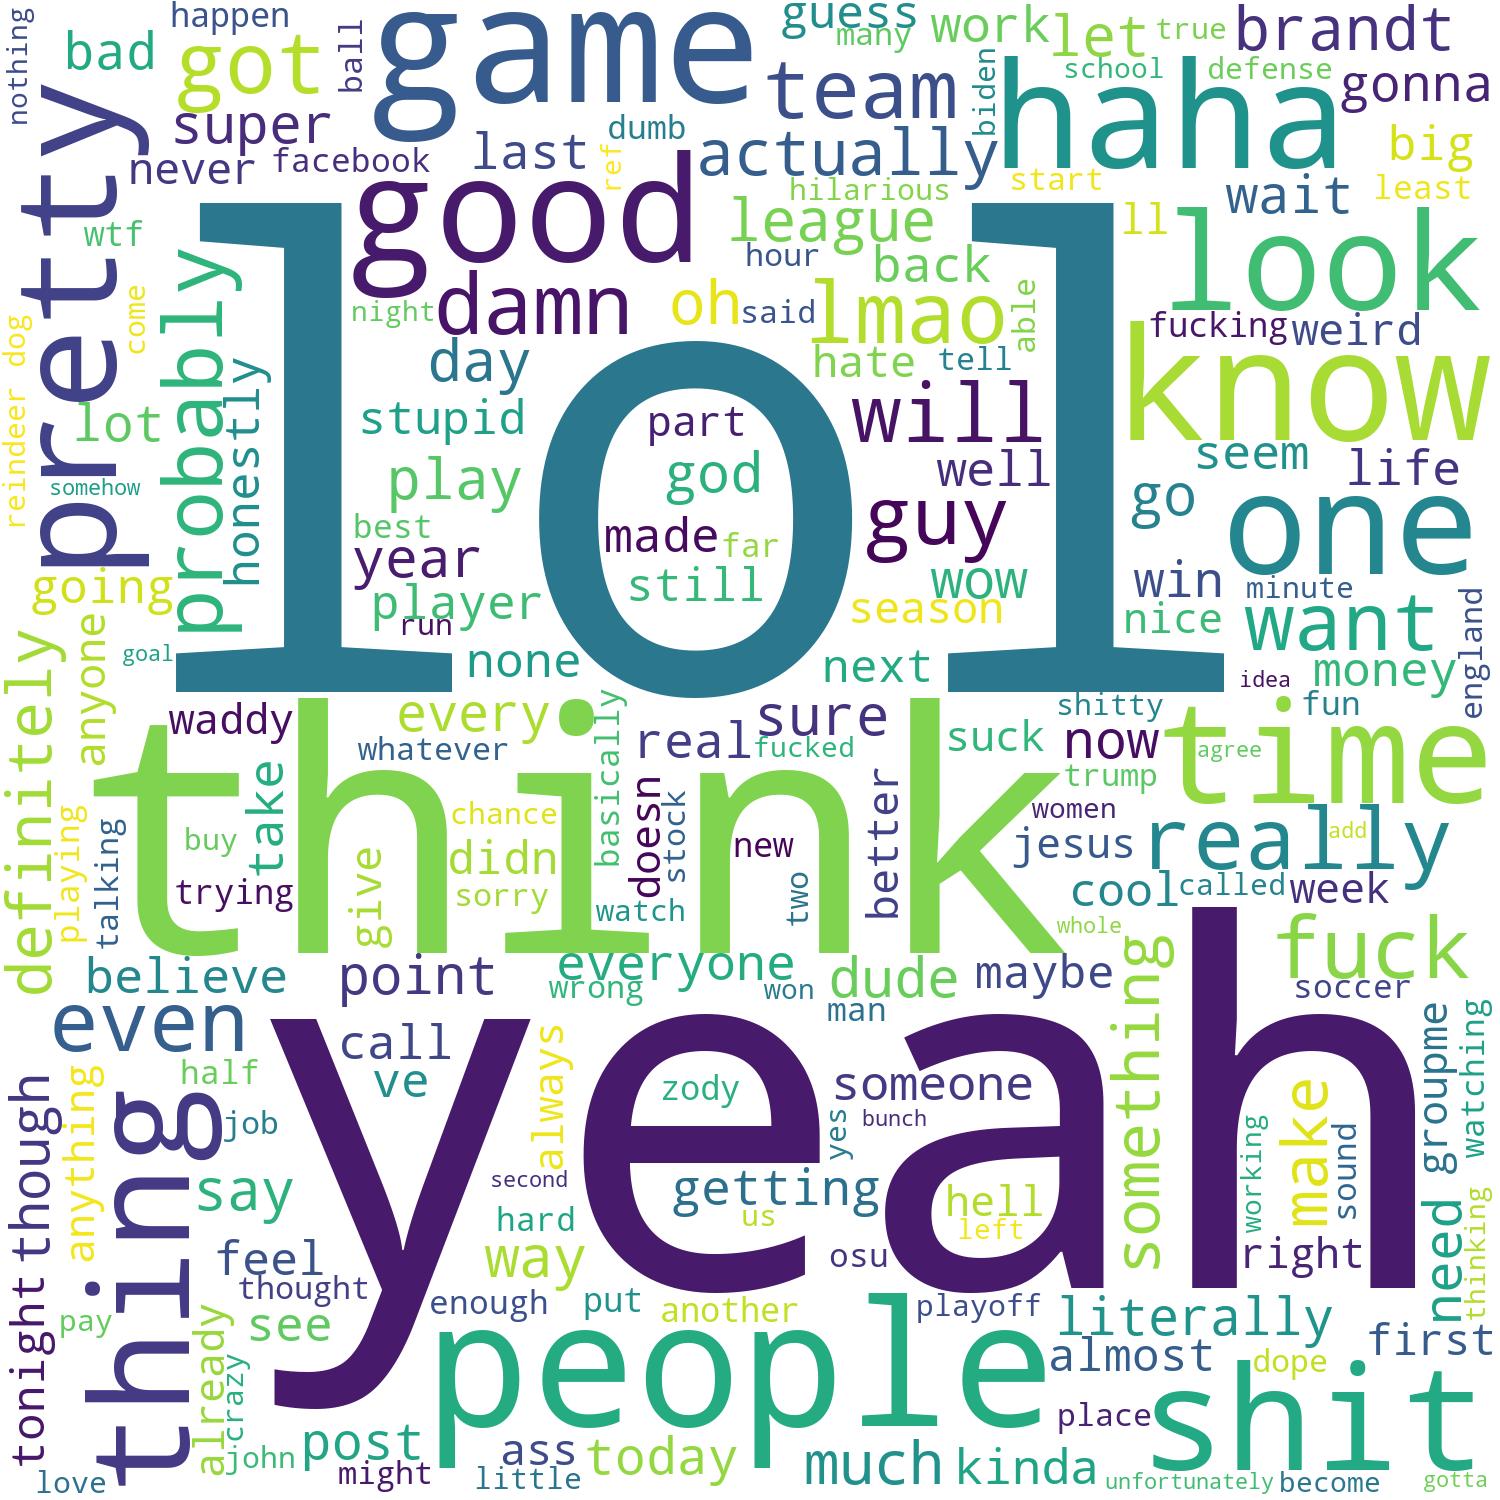 nothing
happen
bad
got
ball
game
guess
many
work
let
true
brandt
super
team
biden
haha
school
defense
gonna
pretty
never
facebook
last
dumb
ref
actually
start
big
wait
least
wtf
good
hilarious
league
hour
back
ll
look
come
probably
night
damn
oh
said
lmao
able
fucking
weird
reindeer dog
lot
honestly
day
stupid
part
hate
tell
will
know
seem
life
somehow
play
god
well
go
one
best
year
made
far
still
guy
wow
win
minute
going
player
run
season
nice
want
england
lol
goal
none
next
idea
money
definitely
anyone
waddy
every
whatever
basically
real
sure
fucked
suck
shitty
now
fun
time
agree
trump
think
playing
talking
buy
take
trying
give
chance
didn
sorry
doesn
stock
watch
new
two
better
women
jesus
really
add
cool
called
week
whole
believe
point
everyone
wrong
won
dude
maybe
man
something
fuck
soccer
even
call
ve
half
job
always
zody
someone
yes
bunch
yeah
groupme
watching
tonight
though
anything
thing
say
second
hard
getting
us
hell
left
working
make
sound
right
need
thinking
feel
thought
way
osu
pay
already
see
enough
put
another
playoff
literally
first
crazy
people
almost
dope
john
post
ass
today
place
shit
love
might
little
much
kinda
unfortunately
become
gotta